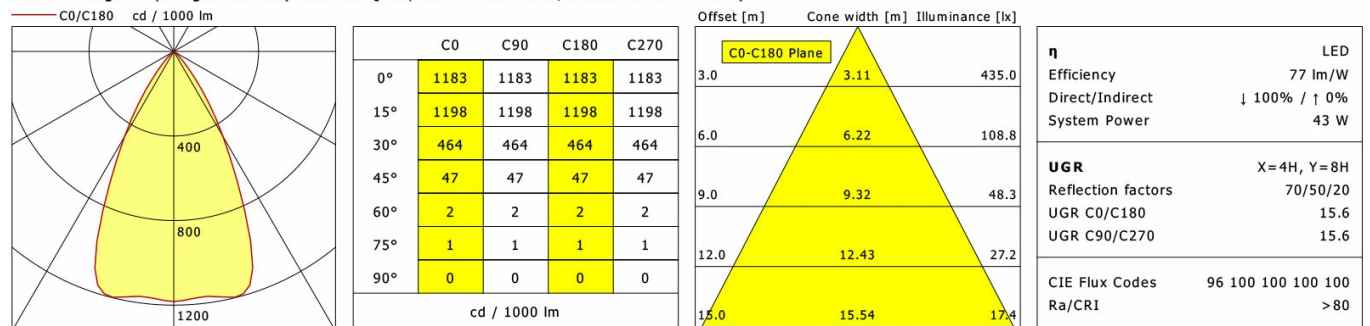 C0/C180 cd / 1000 lm
400
800
1200
C0 C90 C180 C270
0° 1183 1183 1183 1183
15° 1198 1198 1198 1198
30° 464 464 464 464
45° 47 47 47 47
60° 2 2 2 2
75° 1 1 1 1
90° 0 0 0 0
cd / 1000 lm
Offset [m] Cone width [m] Illuminance [lx]
C0-C180 Plane
3.0 3.11 435.0
6.0 6.22 108.8
9.0 9.32 48.3
12.0 12.43 27.2
15.0 15.54 17.4
η LED
Efficiency 77 lm/W
Direct/Indirect ↓ 100% / ↑ 0%
System Power 43 W
UGR X=4H, Y=8H
Reflection factors 70/50/20
UGR C0/C180 15.6
UGR C90/C270 15.6
CIE Flux Codes 96 100 100 100 100
Ra/CRI >80